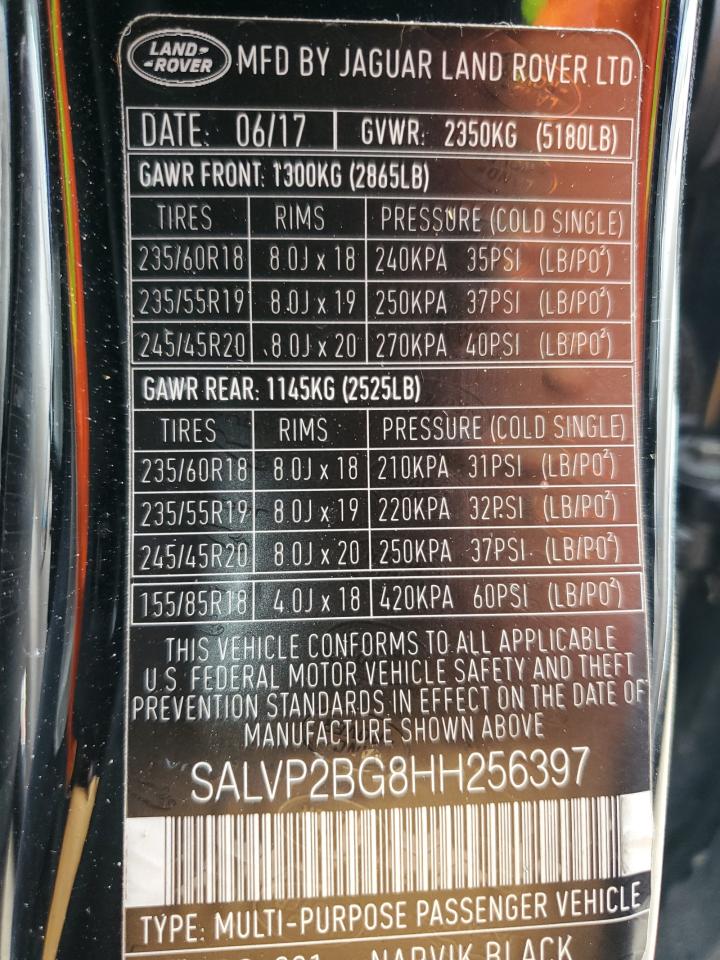 LAND-ROVER MFD BY JAGUAR LAND ROVER LTD
DATE: 06/17 GVWR: 2350KG (5180LB)
GAWR FRONT: 1300KG (2865LB)
TIRES RIMS PRESSURE (COLD SINGLE)
235/60R18 8.0J x 18 240KPA 35PSI (LB/PO²)
235/55R19 8.0J x 19 250KPA 37PSI (LB/PO²)
245/45R20 8.0J x 20 270KPA 40PSI (LB/PO²)
GAWR REAR: 1145KG (2525LB)
TIRES RIMS PRESSURE (COLD SINGLE)
235/60R18 8.0J x 18 210KPA 31PSI (LB/PO²)
235/55R19 8.0J x 19 220KPA 32PSI (LB/PO²)
245/45R20 8.0J x 20 250KPA 37PSI (LB/PO²)
155/85R18 4.0J x 18 420KPA 60PSI (LB/PO²)
THIS VEHICLE CONFORMS TO ALL APPLICABLE
U.S. FEDERAL MOTOR VEHICLE SAFETY AND THEFT
PREVENTION STANDARDS IN EFFECT ON THE DATE OF
MANUFACTURE SHOWN ABOVE
SALVP2BG8HH256397
TYPE: MULTI-PURPOSE PASSENGER VEHICLE
NARVIK BLACK